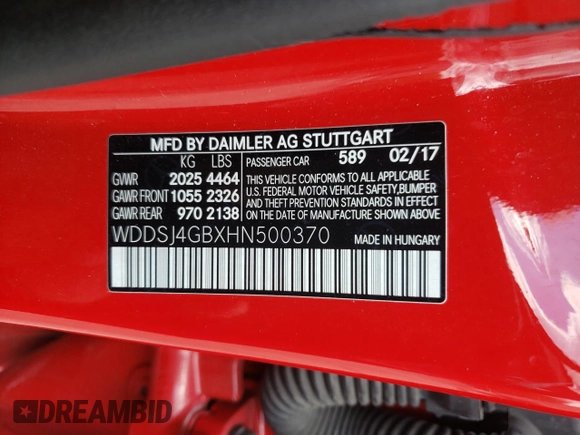 MFD BY DAIMLER AG STUTTGART
KG LBS PASSENGER CAR 589 02/17
GVWR 2025 4464 THIS VEHICLE CONFORMS TO ALL APPLICABLE
GAWR FRONT 1055 2326 U.S. FEDERAL MOTOR VEHICLE SAFETY, BUMPER
GAWR REAR 970 2138 AND THEFT PREVENTION STANDARDS IN EFFECT
ON THE DATE OF MANUFACTURE SHOWN ABOVE.
WDDSJ4GBXHN500370 MADE IN HUNGARY
DREAMBID